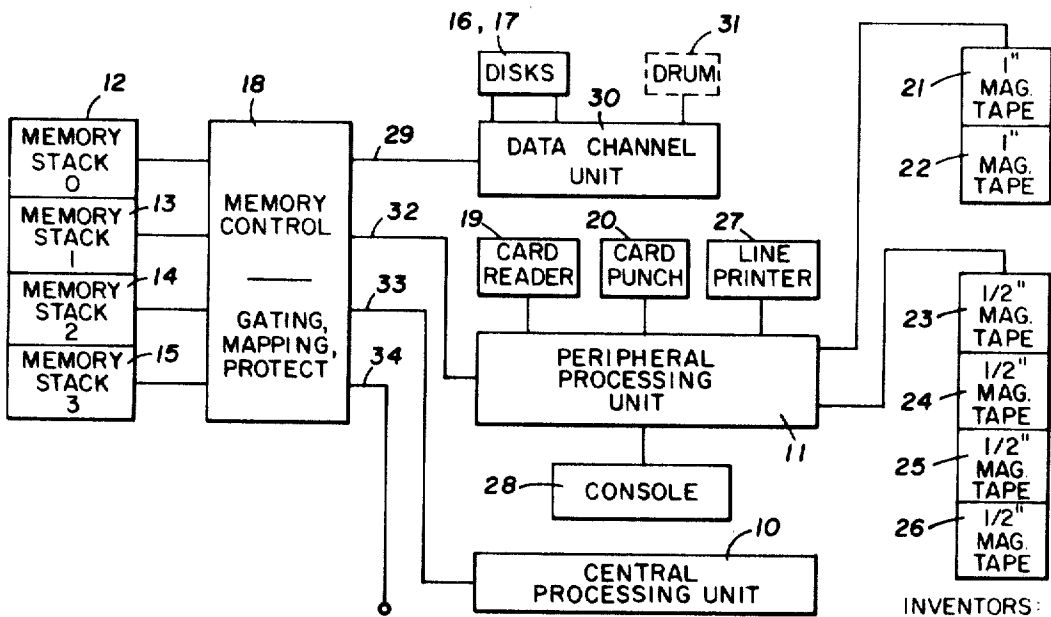 16, 17
31
DISKS
DRUM
12
18
30
MEMORY
STACK
0
29
DATA CHANNEL
UNIT
13
MEMORY
STACK
1
MEMORY
CONTROL
32
19
CARD
READER
20
CARD
PUNCH
27
LINE
PRINTER
14
MEMORY
STACK
2
33
GATING,
MAPPING,
PROTECT
15
MEMORY
STACK
3
34
PERIPHERAL
PROCESSING
UNIT
11
28
CONSOLE
10
CENTRAL
PROCESSING UNIT
21
1"
MAG.
TAPE
22
1"
MAG.
TAPE
23
1/2"
MAG.
TAPE
24
1/2"
MAG.
TAPE
25
1/2"
MAG.
TAPE
26
1/2"
MAG.
TAPE
INVENTORS: